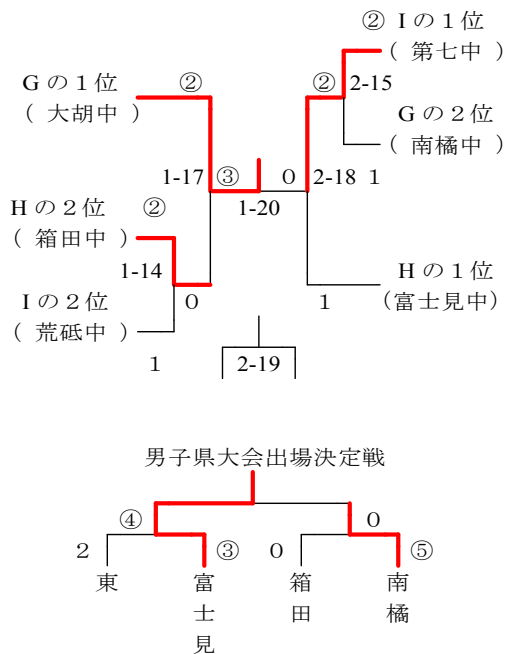 ② Iの1位
( 第七中 )
Gの1位 ② ② 2-15
( 大胡中 )
Gの2位
( 南橘中 )
1-17 ③ 0 2-18 1
1-20
Hの2位 ②
( 箱田中 )
1-14
Hの1位
(富士見中)
Iの2位 0 1
( 荒砥中 )
1 2-19
男子県大会出場決定戦
④ 0
2 ③ 0 ⑤
東
富士見
箱田
南橘